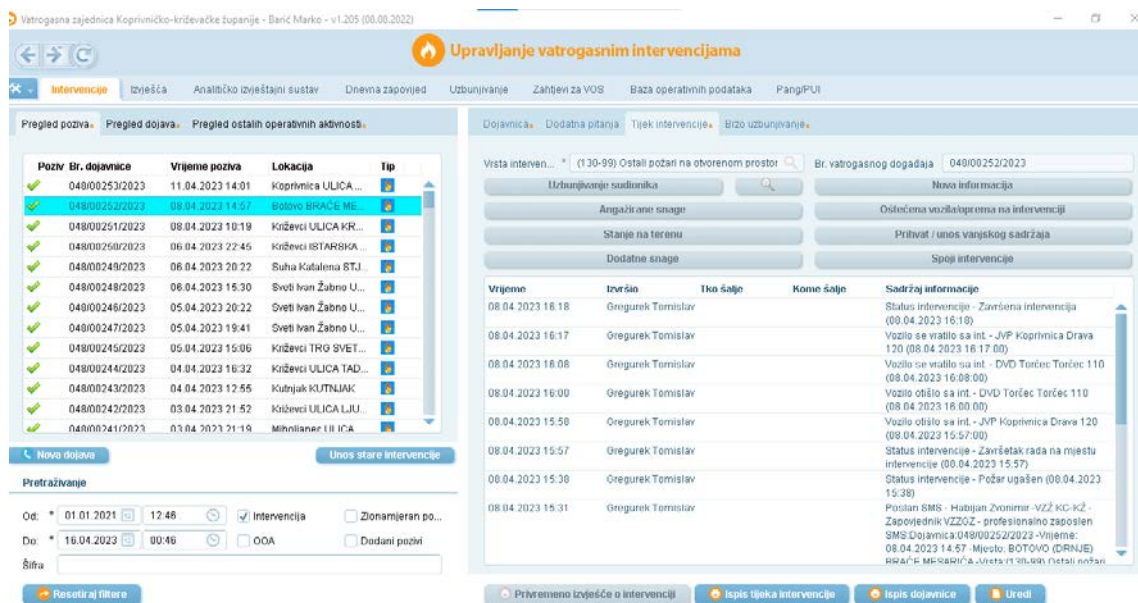 Vatrogasna zajednica Koprivničko-križevačke županije - Barić Marko - v1.205 (08.08.2022)
Upravljanje vatrogasnim intervencijama
Intervencije Izvješća Analitičko izvještajni sustav Dnevna zapovijed Uzbunjivanje Zahtjevi za VOS Baza operativnih podataka Pang/PUI
Pregled poziva Pregled dojava Pregled ostalih operativnih aktivnosti
Poziv Br. dojavnice Vrijeme poziva Lokacija Tip
048/00253/2023 11.04.2023 14:01 Koprivnica ULICA ...
048/00252/2023 08.04.2023 14:57 Botovo BRAĆE ME...
048/00251/2023 08.04.2023 10:19 Križevci ULICA KR...
048/00250/2023 06.04.2023 22:45 Križevci ISTARSKA ...
048/00249/2023 06.04.2023 20:22 Suha Katalena STJ...
048/00248/2023 06.04.2023 15:30 Sveti Ivan Žabno U...
048/00246/2023 05.04.2023 20:22 Sveti Ivan Žabno U...
048/00247/2023 05.04.2023 19:41 Sveti Ivan Žabno U...
048/00245/2023 05.04.2023 15:06 Križevci TRG SVET...
048/00244/2023 04.04.2023 16:32 Križevci ULICA TAD...
048/00243/2023 04.04.2023 12:55 Kutnjak KUTNJAK
048/00242/2023 03.04.2023 21:52 Križevci ULICA LJU...
048/00241/2023 03.04.2023 21:19 Miholjanec ULICA
Nova dojava Unos stare intervencije
Pretraživanje
Od: * 01.01.2021 12:46 Intervencija Zlonamjeran po...
Do: * 16.04.2023 00:46 OOA Dodani pozivi
Šifra
Resetiraj filtere
Dojavnica Dodatna pitanja Tijek intervencije Brzo uzbunjivanje
Vrsta interven... * (130-99) Ostali požari na otvorenom prostor Br. vatrogasnog događaja 048/00252/2023
Uzbunjivanje sudionika Nova informacija
Angažirane snage Oštećena vozila/oprema na intervenciji
Stanje na terenu Prihvat / unos vanjskog sadržaja
Dodatne snage Spoji intervencije
Vrijeme Izvršio Tko šalje Kome šalje Sadržaj informacije
08.04.2023 16:18 Gregurek Tomislav Status intervencije - Završena intervencija
(08.04.2023 16:18)
08.04.2023 16:17 Gregurek Tomislav Vozilo se vratilo sa int. - JVP Koprivnica Drava
120 (08.04.2023 16:17:00)
08.04.2023 16:08 Gregurek Tomislav Vozilo se vratilo sa int. - DVD Torčec Torčec 110
(08.04.2023 16:08:00)
08.04.2023 16:00 Gregurek Tomislav Vozilo otišlo sa int. - DVD Torčec Torčec 110
(08.04.2023 16:00:00)
08.04.2023 15:58 Gregurek Tomislav Vozilo otišlo sa int. - JVP Koprivnica Drava 120
(08.04.2023 15:57:00)
08.04.2023 15:57 Gregurek Tomislav Status intervencije - Završetak rada na mjestu
intervencije (08.04.2023 15:57)
08.04.2023 15:38 Gregurek Tomislav Status intervencije - Požar ugašen (08.04.2023
15:38)
08.04.2023 15:31 Gregurek Tomislav Poslan SMS - Habijan Zvonimir -VZŽ KC-KŽ -
Zapovjednik VZZGZ - profesionalno zaposlen
SMS:Dojavnica:048/00252/2023 -Vrijeme:
08.04.2023 14:57 -Mjesto: BOTOVO (DRNJE)
BRAĆE MESARIĆA -Vrsta:(130-99) Ostali požari
Privremeno izvješće o intervenciji Ispis tijeka intervencije Ispis dojavnice Uredi